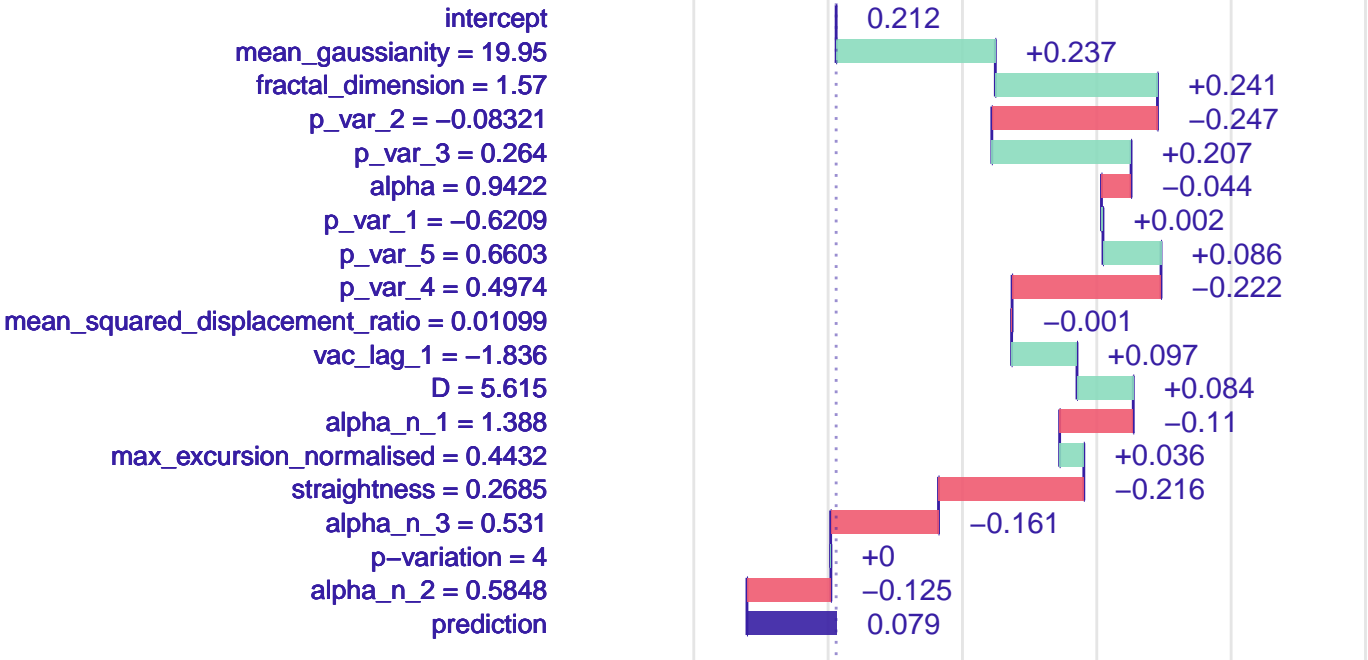 intercept 0.212
mean_gaussianity = 19.95 +0.237
fractal_dimension = 1.57 +0.241
p_var_2 = −0.08321 −0.247
p_var_3 = 0.264 +0.207
alpha = 0.9422 −0.044
p_var_1 = −0.6209 +0.002
p_var_5 = 0.6603 +0.086
p_var_4 = 0.4974 −0.222
mean_squared_displacement_ratio = 0.01099 −0.001
vac_lag_1 = −1.836 +0.097
D = 5.615 +0.084
alpha_n_1 = 1.388 −0.11
max_excursion_normalised = 0.4432 +0.036
straightness = 0.2685 −0.216
alpha_n_3 = 0.531 −0.161
p−variation = 4 +0
alpha_n_2 = 0.5848 −0.125
prediction 0.079